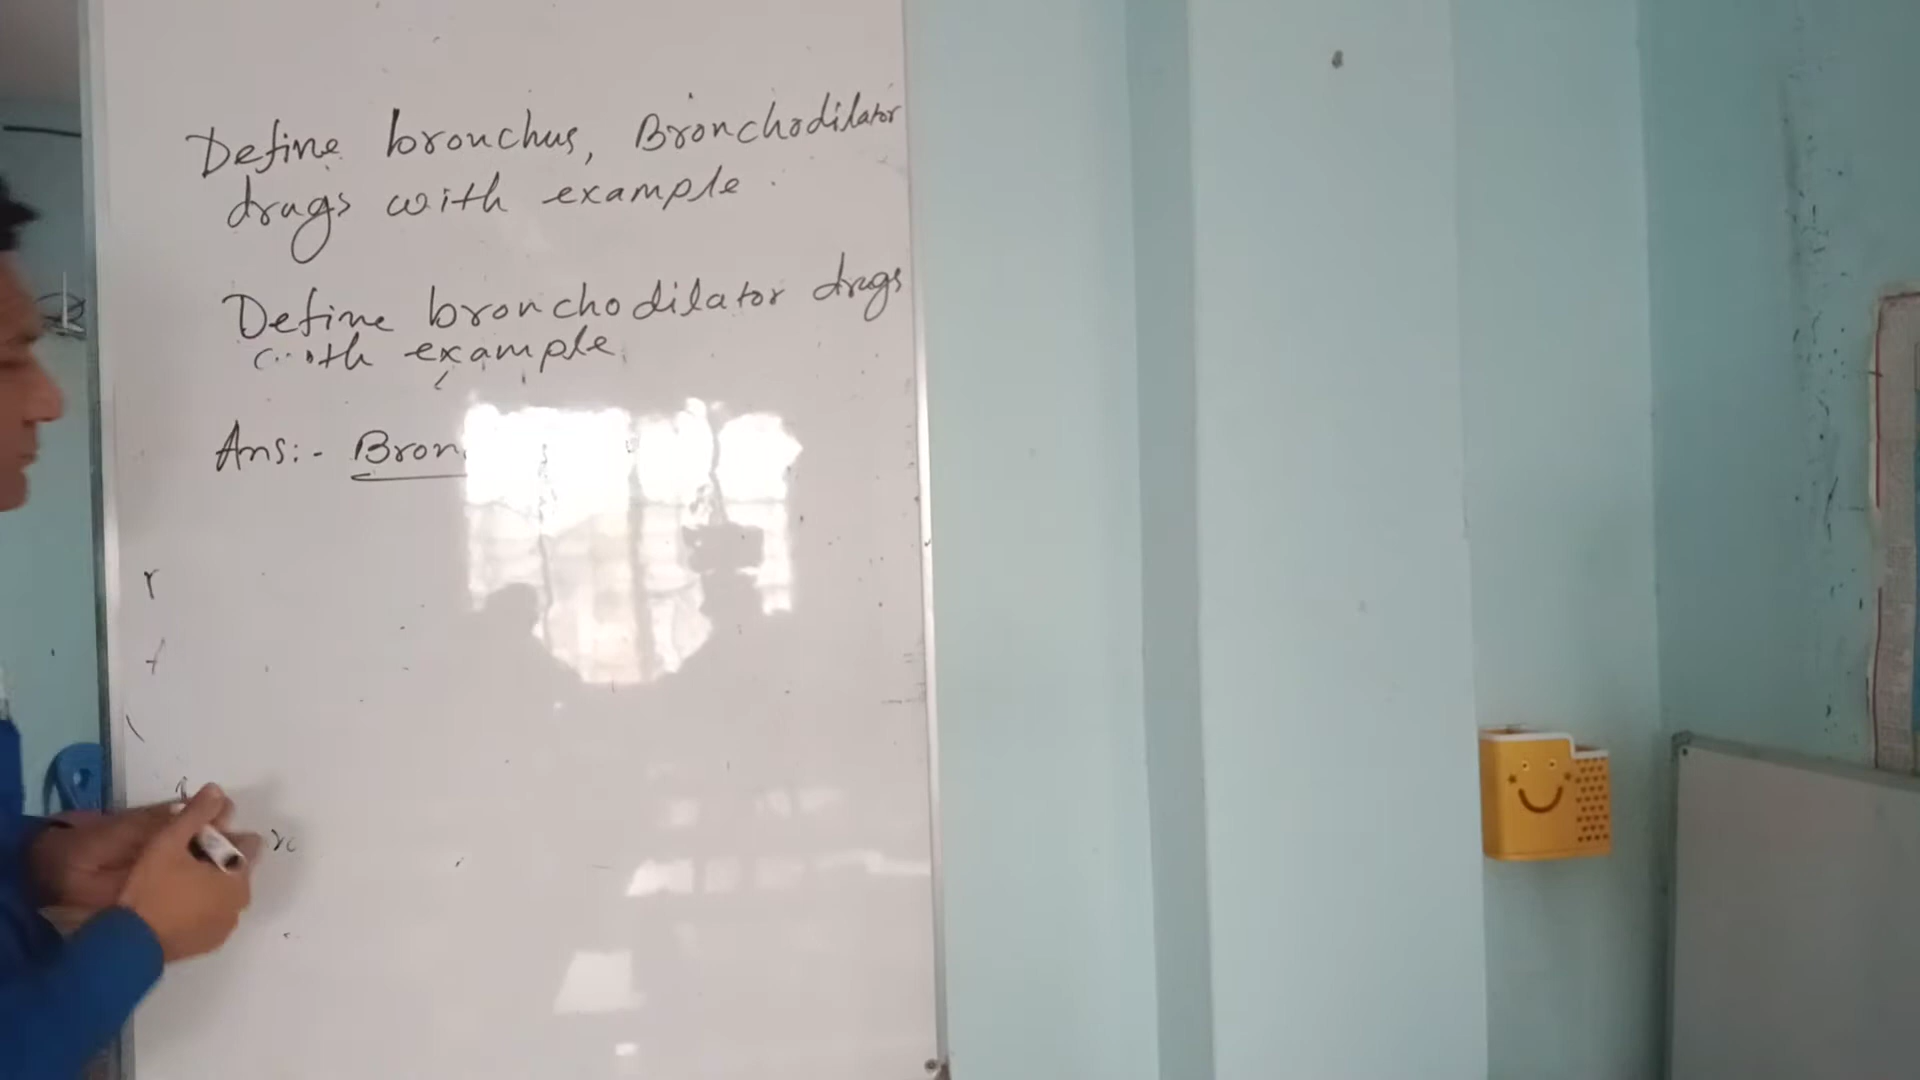 Define bronchus, Bronchodilator
drugs with example.
Define bronchodilator drugs
with example.
Ans:- Bron